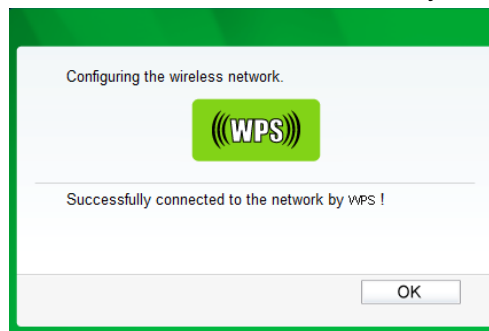 Configuring the wireless network.
(((WPS)))
Successfully connected to the network by WPS !
OK